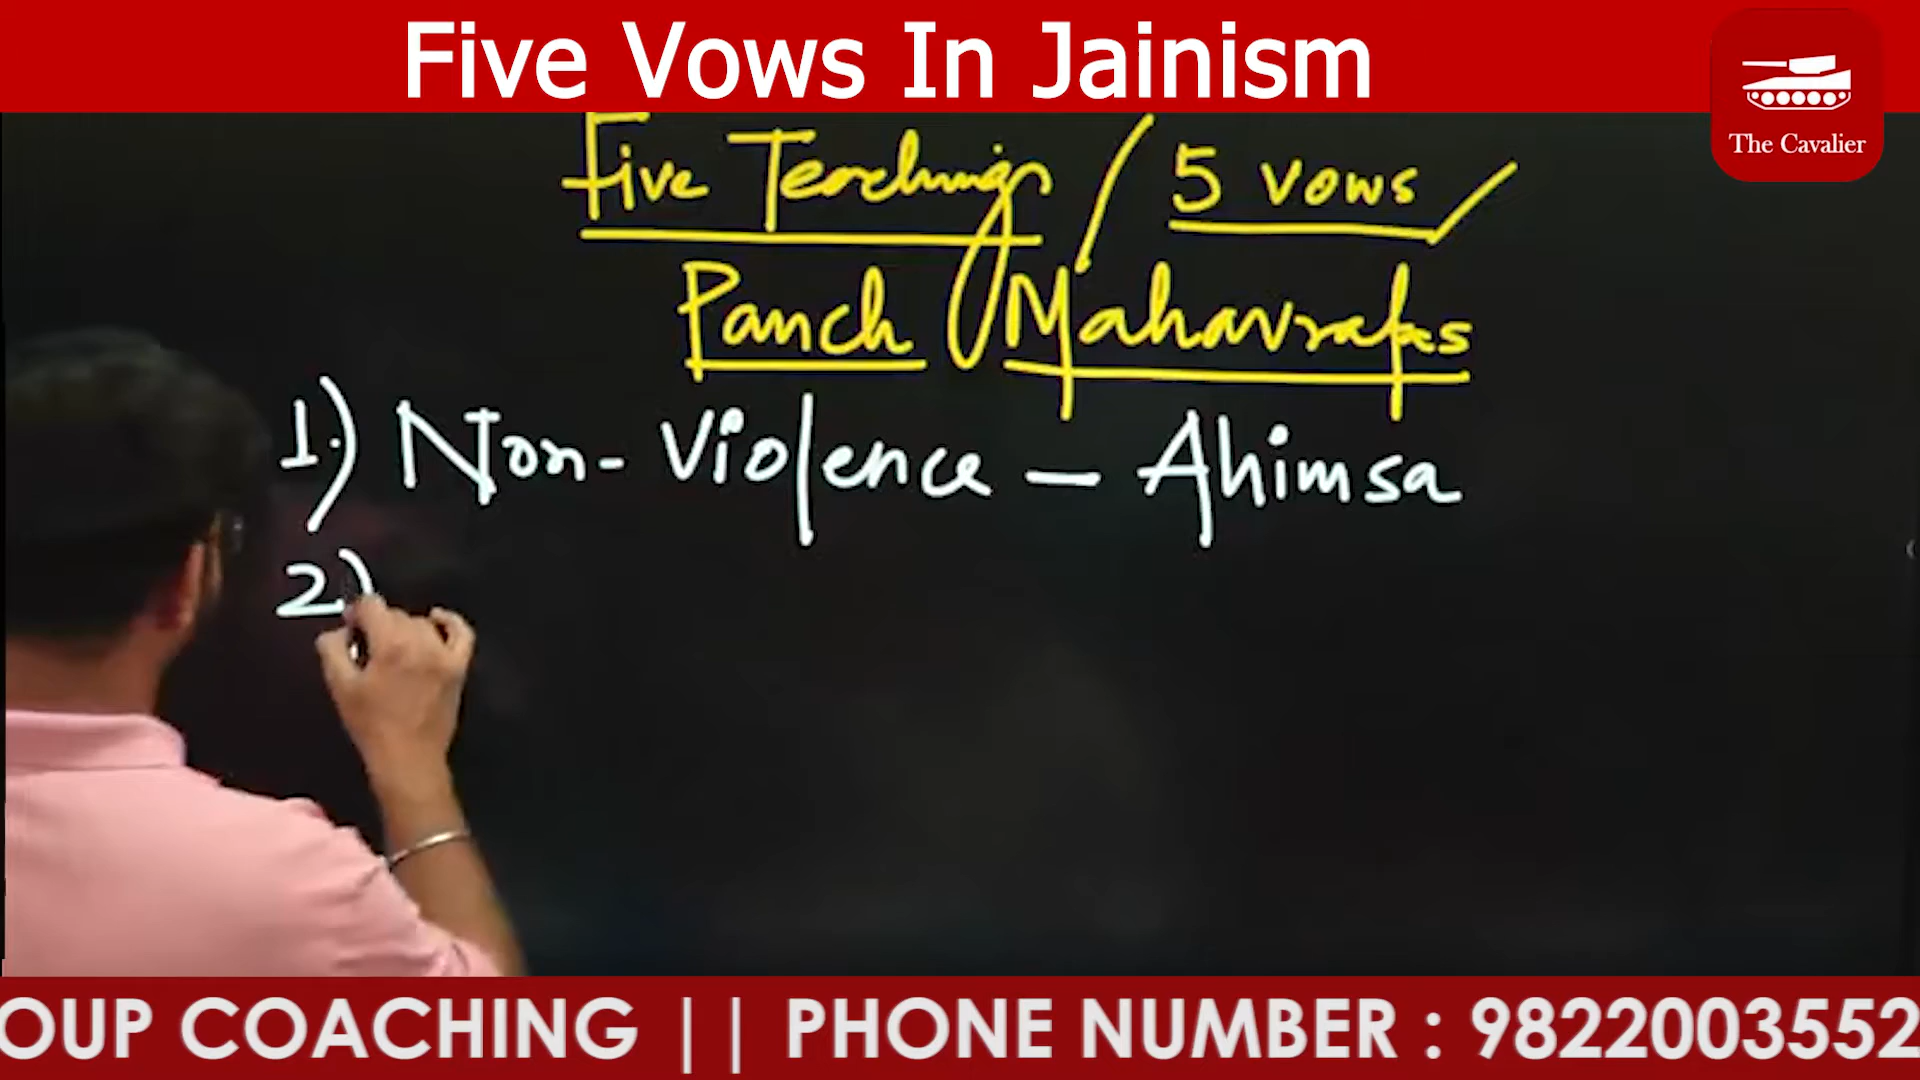 Five Vows In Jainism
The Cavalier
Five Teachings / 5 vows /
Panch Mahavratas
1) Non-Violence - Ahimsa
2)
OUP COACHING || PHONE NUMBER : 9822003552